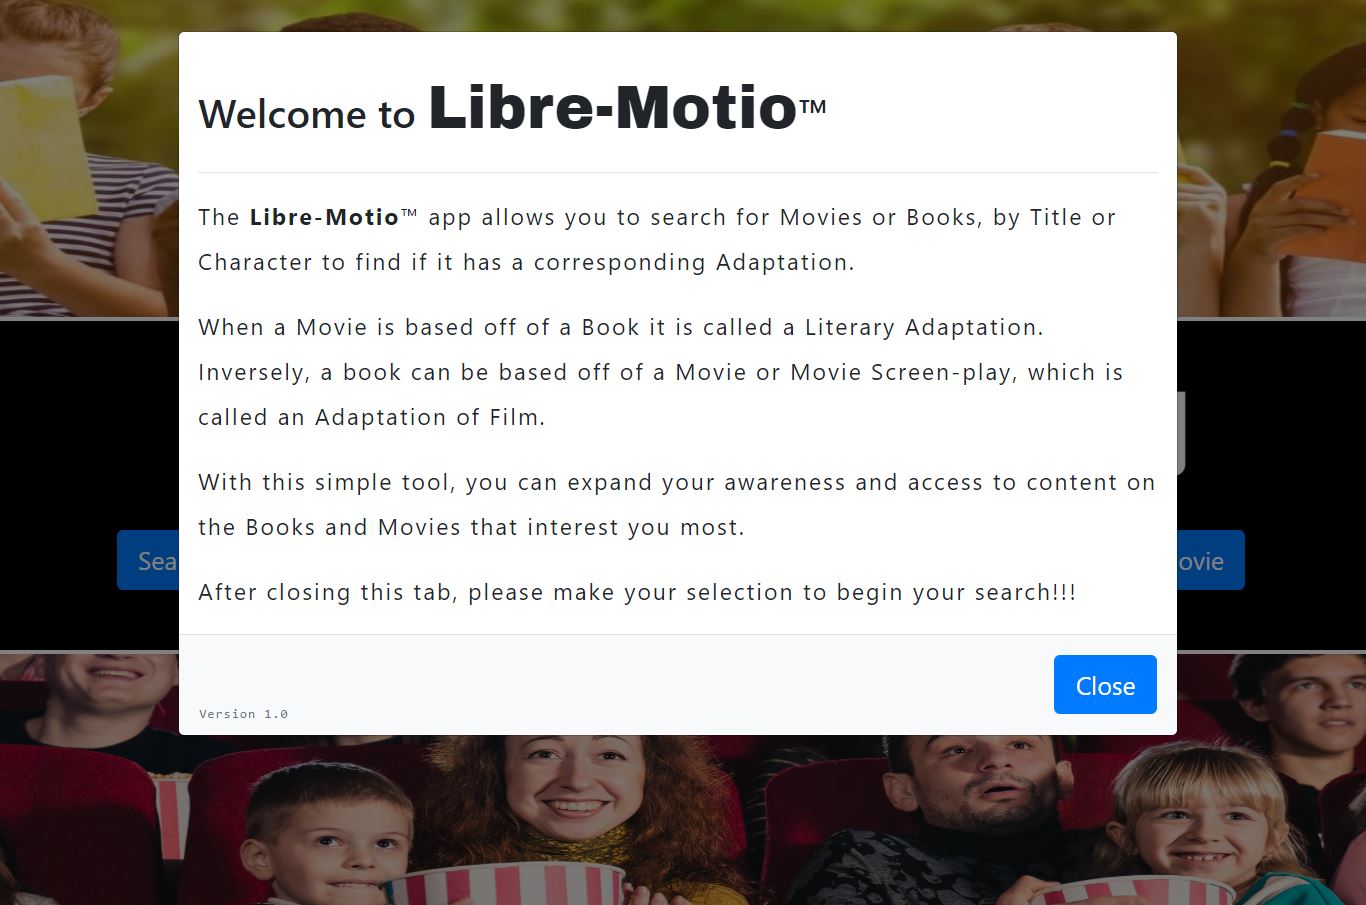 Welcome to Libre-Motio™
The Libre-Motio™ app allows you to search for Movies or Books, by Title or
Character to find if it has a corresponding Adaptation.
When a Movie is based off of a Book it is called a Literary Adaptation.
Inversely, a book can be based off of a Movie or Movie Screen-play, which is
called an Adaptation of Film.
With this simple tool, you can expand your awareness and access to content on
the Books and Movies that interest you most.
Sea
ovie
After closing this tab, please make your selection to begin your search!!!
Close
Version 1.0